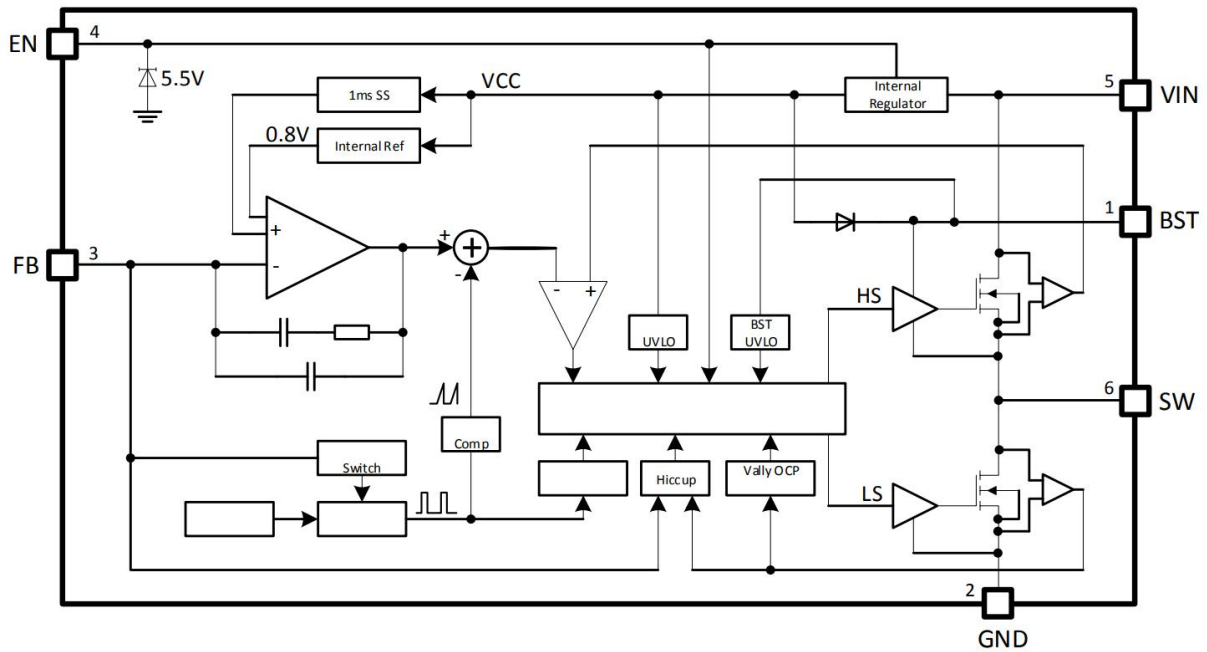 EN
4
5.5V
1ms SS
VCC
Internal
Regulator
5
VIN
0.8V
Internal Ref
1
BST
+
-
FB
3
+
+
-
-
+
HS
UVLO
BST
UVLO
6
SW
Comp
Switch
Hiccup
Vally OCP
LS
2
GND